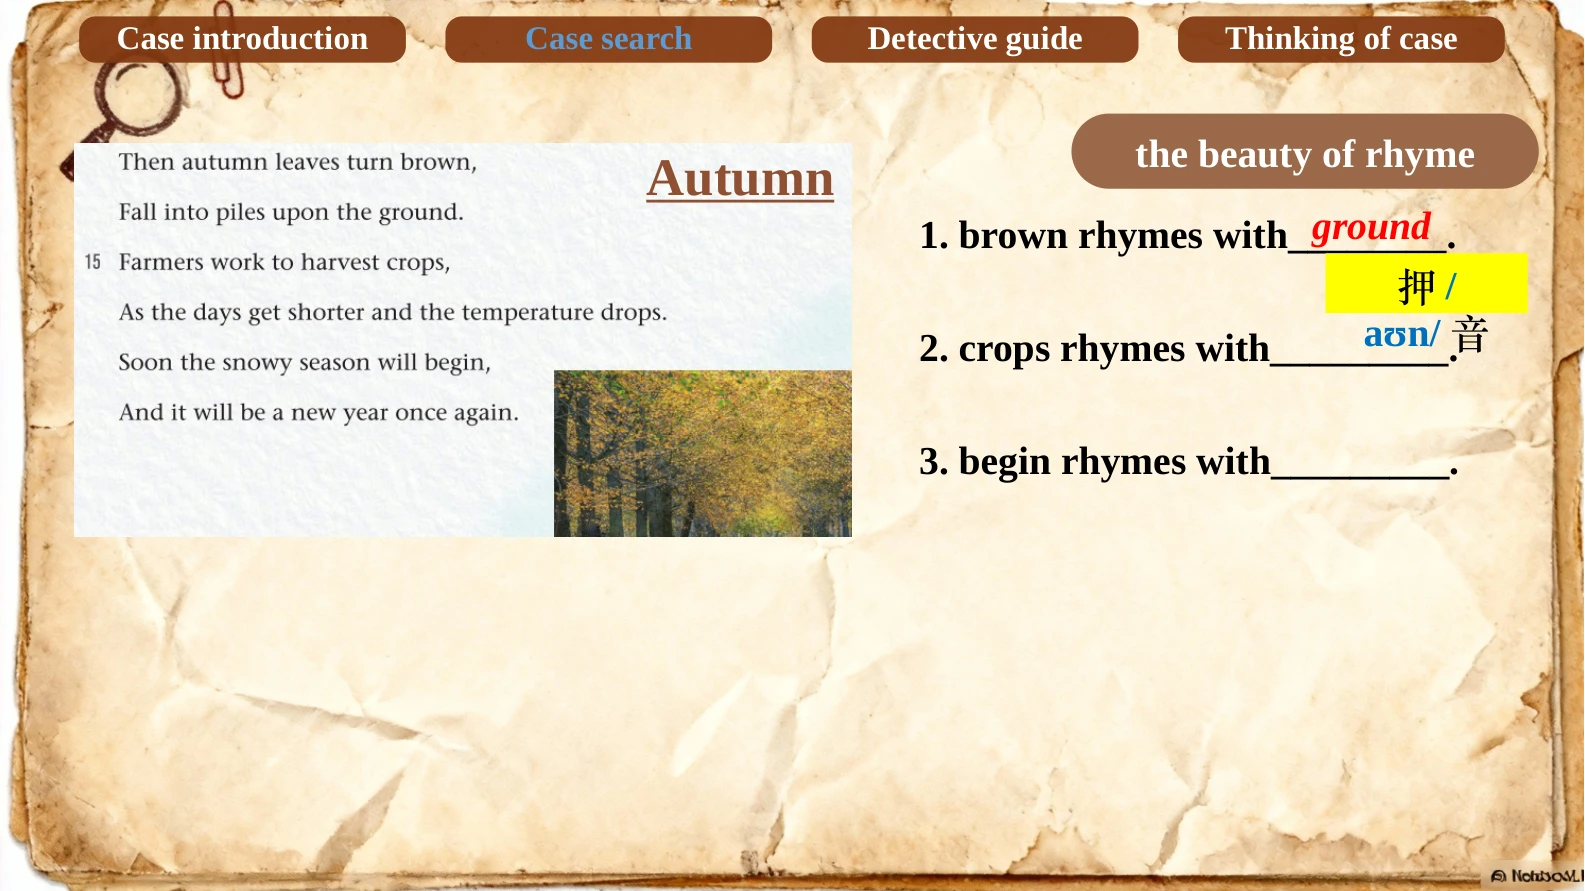 Case introduction
Case search
Detective guide
Thinking of case
the beauty of rhyme
Autumn
Then autumn leaves turn brown,
Fall into piles upon the ground.
15 Farmers work to harvest crops,
As the days get shorter and the temperature drops.
Soon the snowy season will begin,
And it will be a new year once again.
1. brown rhymes with ground.
押 /
aʊn/ 音
2. crops rhymes with_________.
3. begin rhymes with_________.